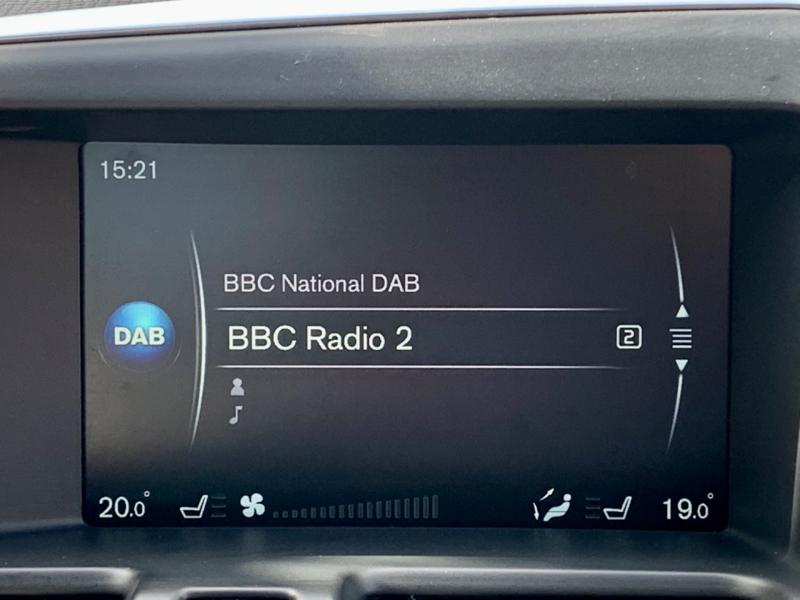 15:21
BBC National DAB
DAB
BBC Radio 2
2
20.0°
19.0°